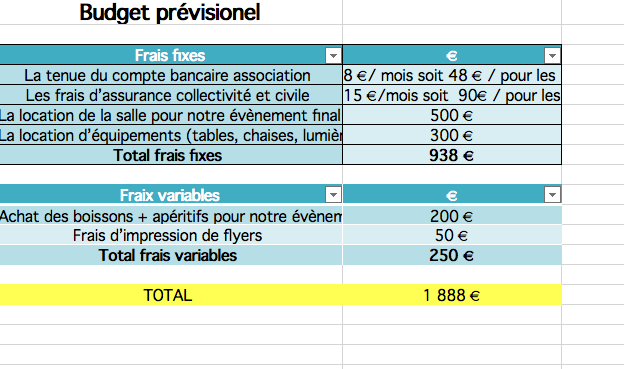 Budget prévisionel
Frais fixes €
La tenue du compte bancaire association 8 €/ mois soit 48 € / pour les
Les frais d’assurance collectivité et civile 15 €/mois soit 90€ / pour les
La location de la salle pour notre évènement final 500 €
La location d’équipements (tables, chaises, 300 €
Total frais fixes 938 €
Fraix variables €
Achat des boissons + apéritifs pour notre 200 €
Frais d’impression de flyers 50 €
Total frais variables 250 €
TOTAL 1 888 €